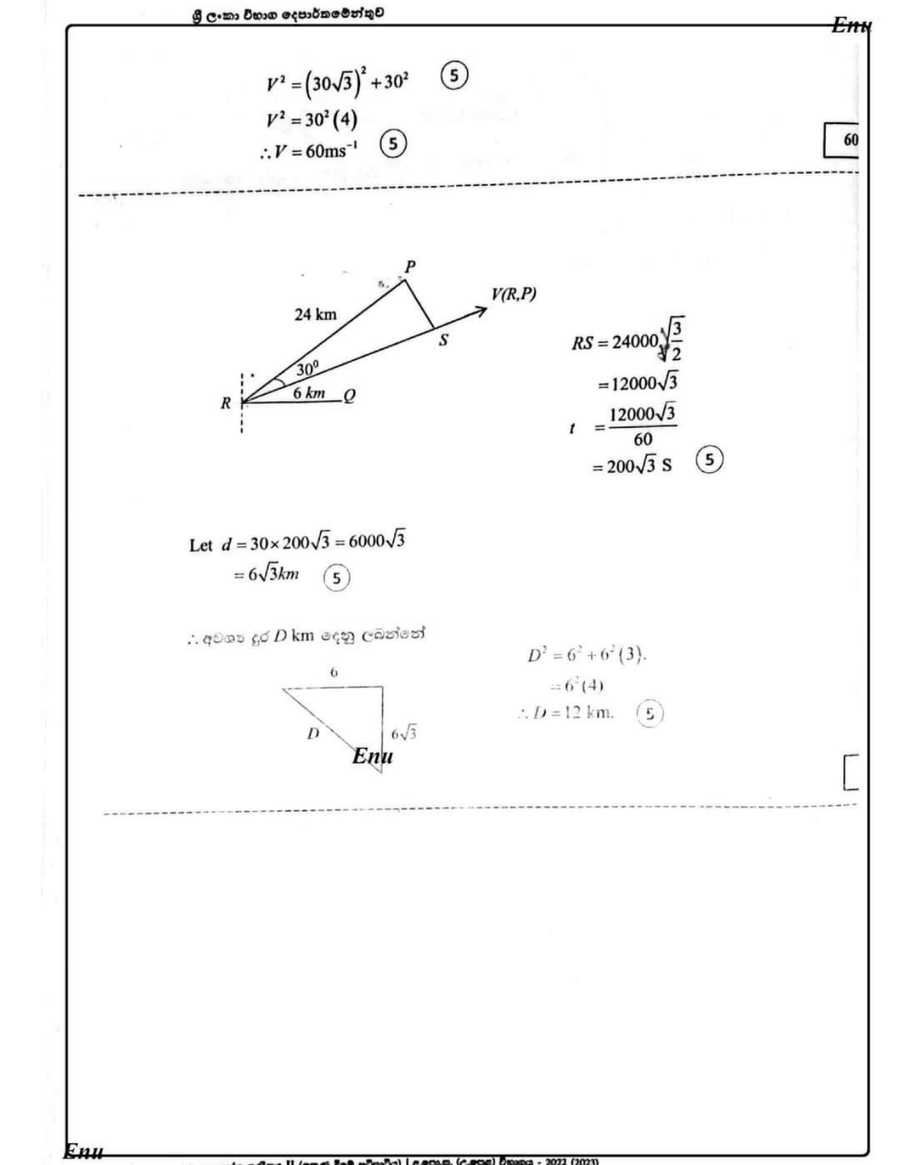 ශ්‍රී ලංකා විභාග දෙපාර්තමේන්තුව
Enu
V² = (30√3)² + 30² 5
V² = 30² (4)
∴ V = 60ms⁻¹ 5
60
P
V(R,P)
24 km
S
30⁰
6 km
R
Q
RS = 24000 √3/2
= 12000√3
t = 12000√3/60
= 200√3 S 5
Let d = 30×200√3 = 6000√3
= 6√3km 5
∴ අවශ්‍ය දුර D km දෙනු ලබන්නේ
6
D
6√3
Enu
D² = 6² + 6² (3).
= 6² (4)
∴ D = 12 km. 5
Enu